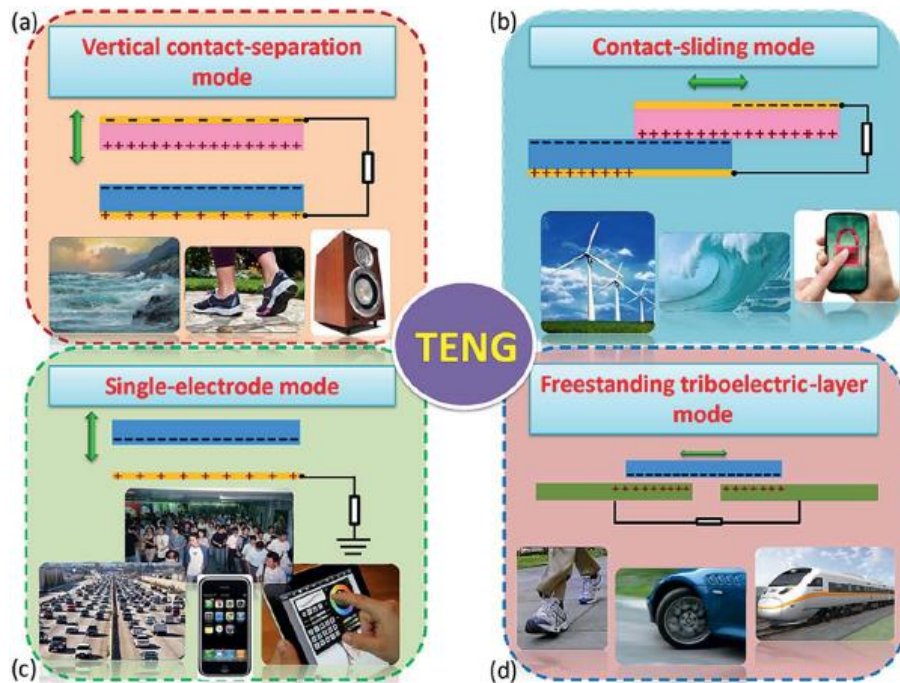 (a)
Vertical contact-separation
mode
(b)
Contact-sliding mode
TENG
Single-electrode mode
(c)
Freestanding triboelectric-layer
mode
(d)